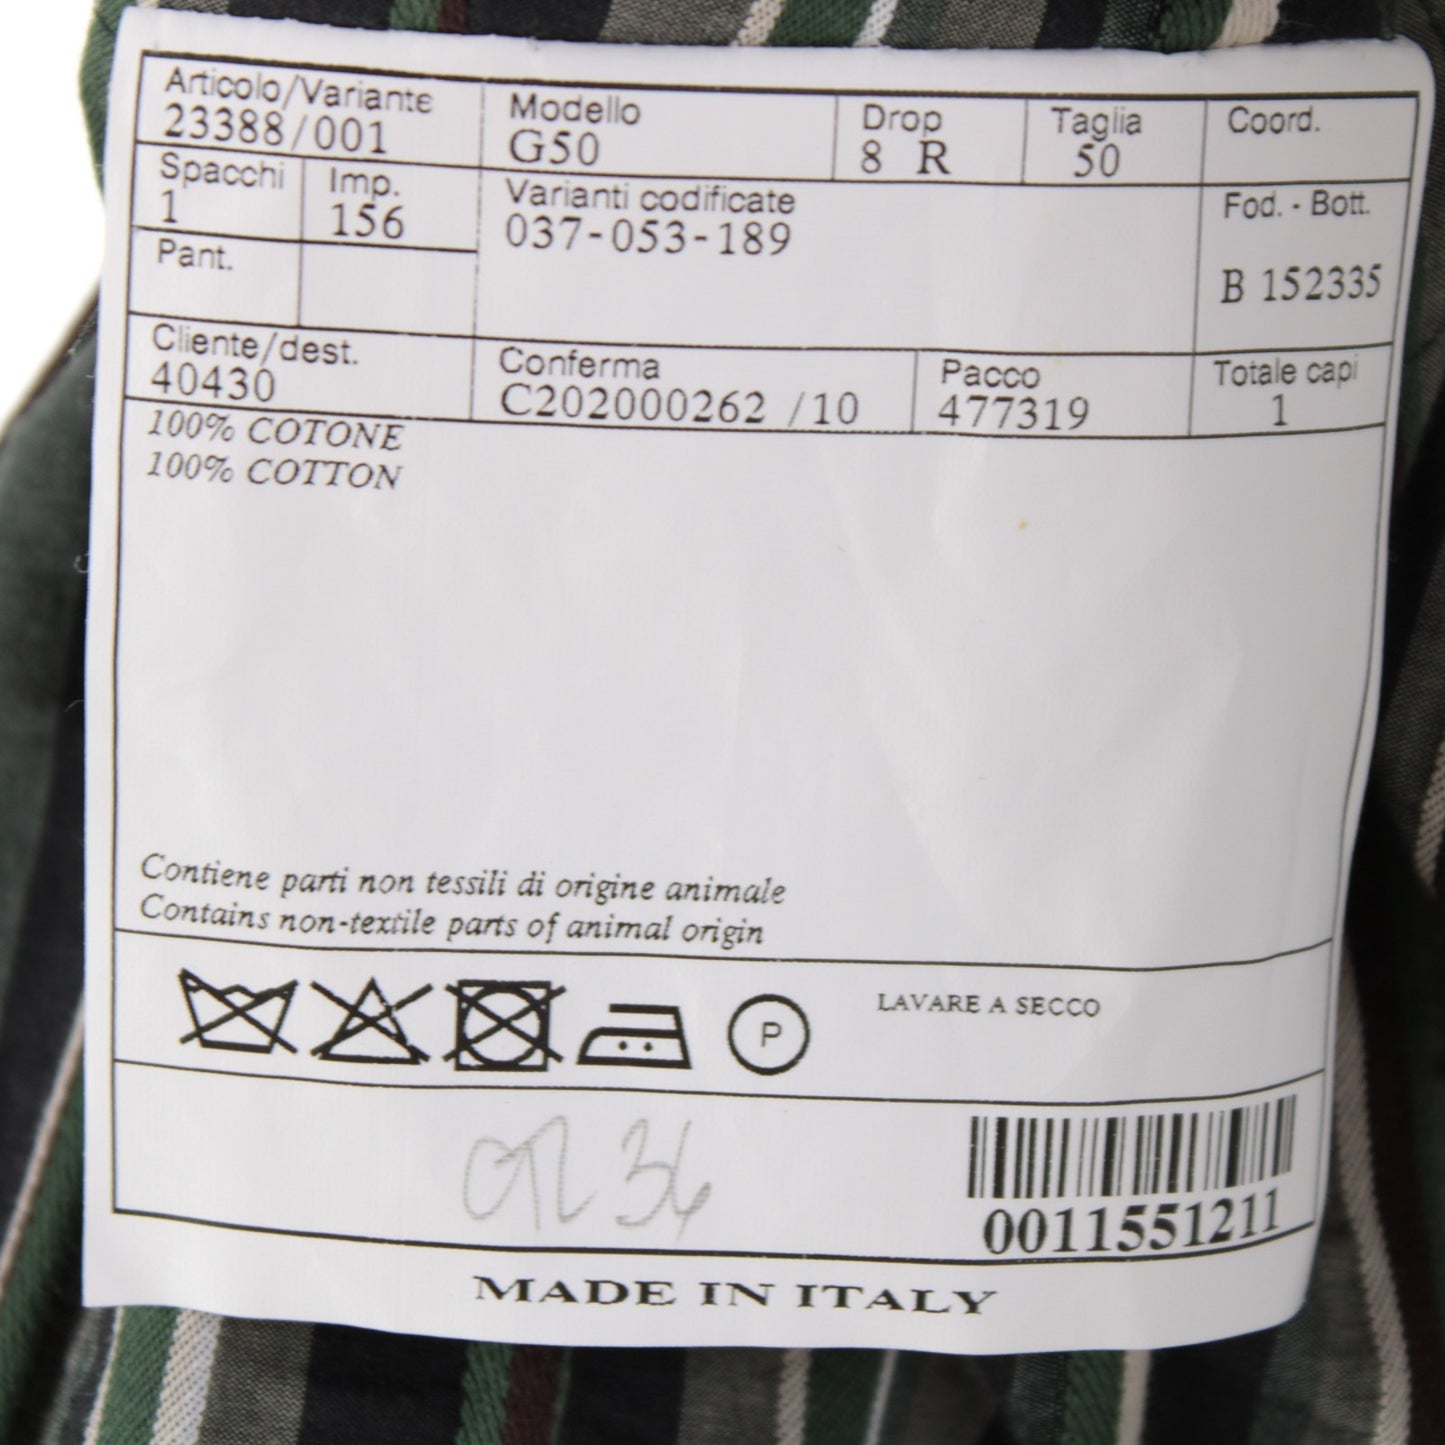 Articolo/Variante Modello Drop Taglia Coord.
23388/001 G50 8 R 50
Spacchi Imp. Varianti codificate Fod. - Bott.
1 156 037-053-189
Pant. B 152335
Cliente/dest. Conferma Pacco Totale capi
40430 C202000262 /10 477319 1
100% COTONE
100% COTTON
Contiene parti non tessili di origine animale
Contains non-textile parts of animal origin
P LAVARE A SECCO
36
0011551211
MADE IN ITALY